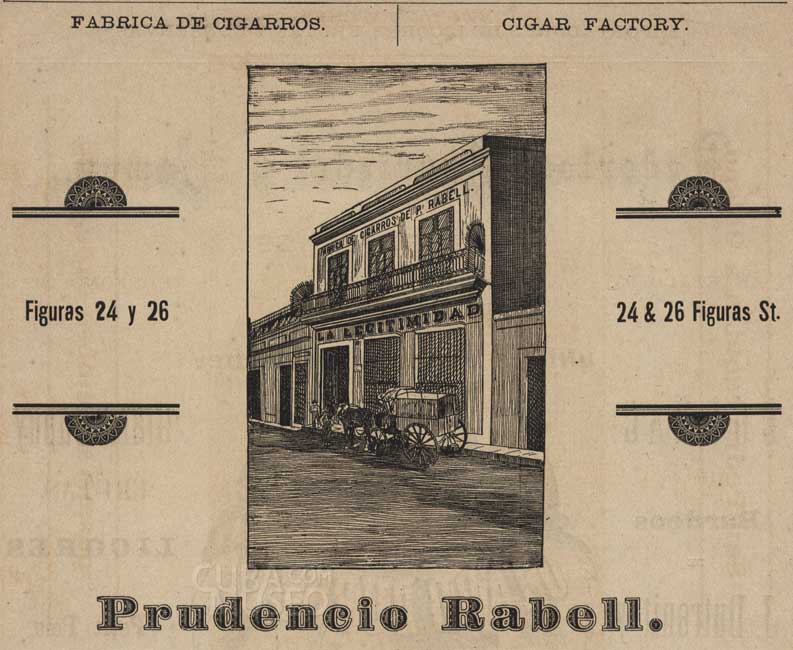 FABRICA DE CIGARROS.
CIGAR FACTORY.
FABRICA DE CIGARROS DE P. RABELL.
LA LEGITIMIDAD
Figuras 24 y 26
24 & 26 Figuras St.
Prudencio Rabell.